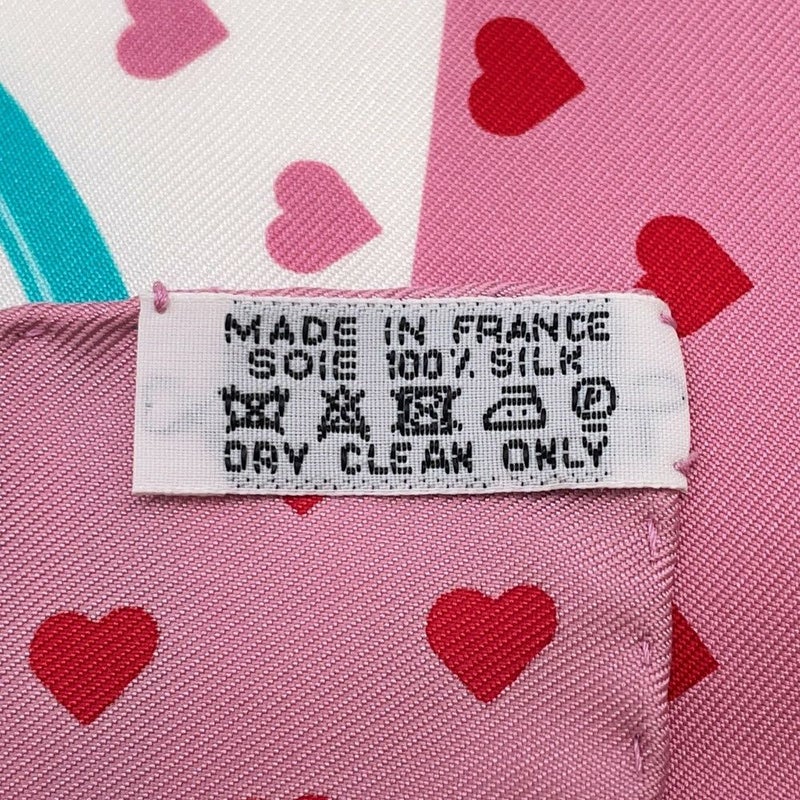 MADE IN FRANCE
SOIE 100% SILK
P
DRY CLEAN ONLY